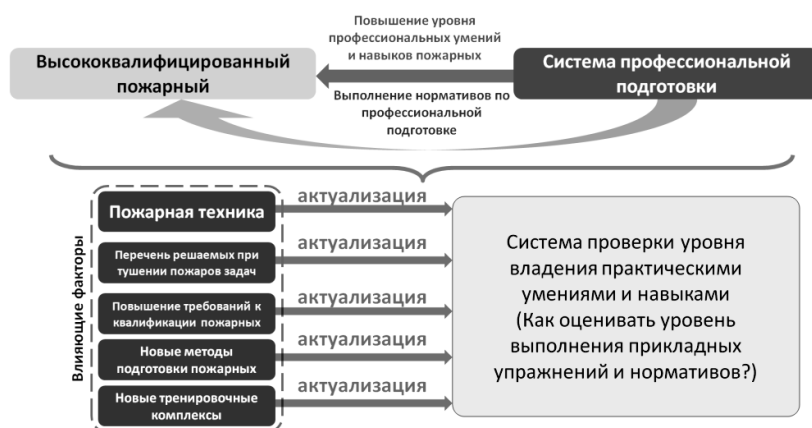 Повышение уровня
профессиональных умений
и навыков пожарных
Высококвалифицированный
пожарный
Система профессиональной
подготовки
Выполнение нормативов по
профессиональной
подготовке
Влияющие факторы
Пожарная техника
актуализация
Перечень решаемых при
тушении пожаров задач
актуализация
Повышение требований к
квалификации пожарных
актуализация
Новые методы
подготовки пожарных
актуализация
Новые тренировочные
комплексы
актуализация
Система проверки уровня
владения практическими
умениями и навыками
(Как оценивать уровень
выполнения прикладных
упражнений и нормативов?)